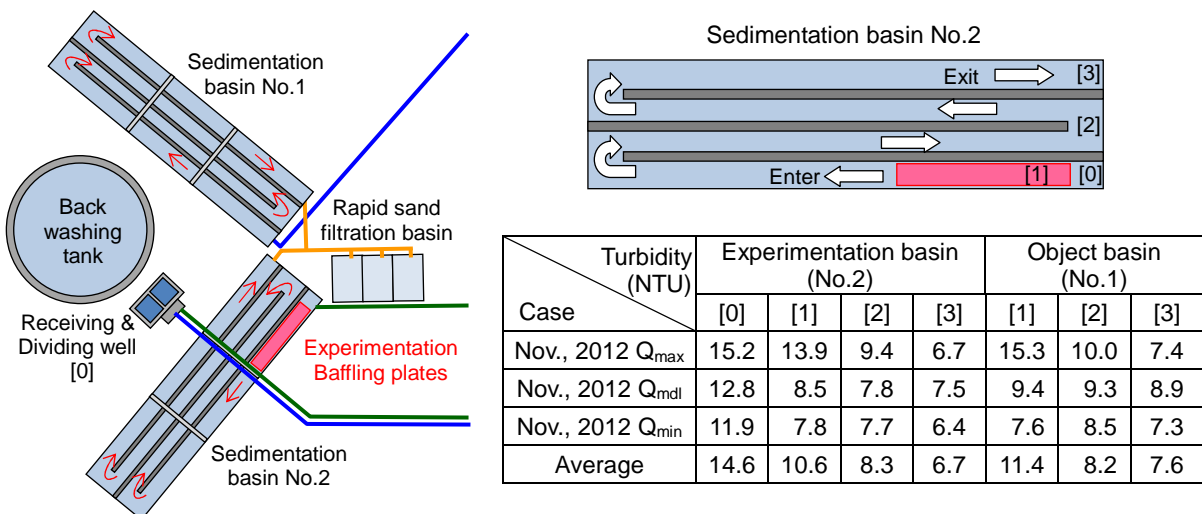 Sedimentation
basin No.1
Back
washing
tank
Rapid sand
filtration basin
Receiving &
Dividing well
[0]
Experimentation
Baffling plates
Sedimentation
basin No.2
Sedimentation basin No.2
Exit
[3]
[2]
Enter
[1]
[0]
Turbidity
(NTU)
Case
Experimentation basin
(No.2)
Object basin
(No.1)
[0] [1] [2] [3] [1] [2] [3]
Nov., 2012 Qmax 15.2 13.9 9.4 6.7 15.3 10.0 7.4
Nov., 2012 Qmdl 12.8 8.5 7.8 7.5 9.4 9.3 8.9
Nov., 2012 Qmin 11.9 7.8 7.7 6.4 7.6 8.5 7.3
Average 14.6 10.6 8.3 6.7 11.4 8.2 7.6